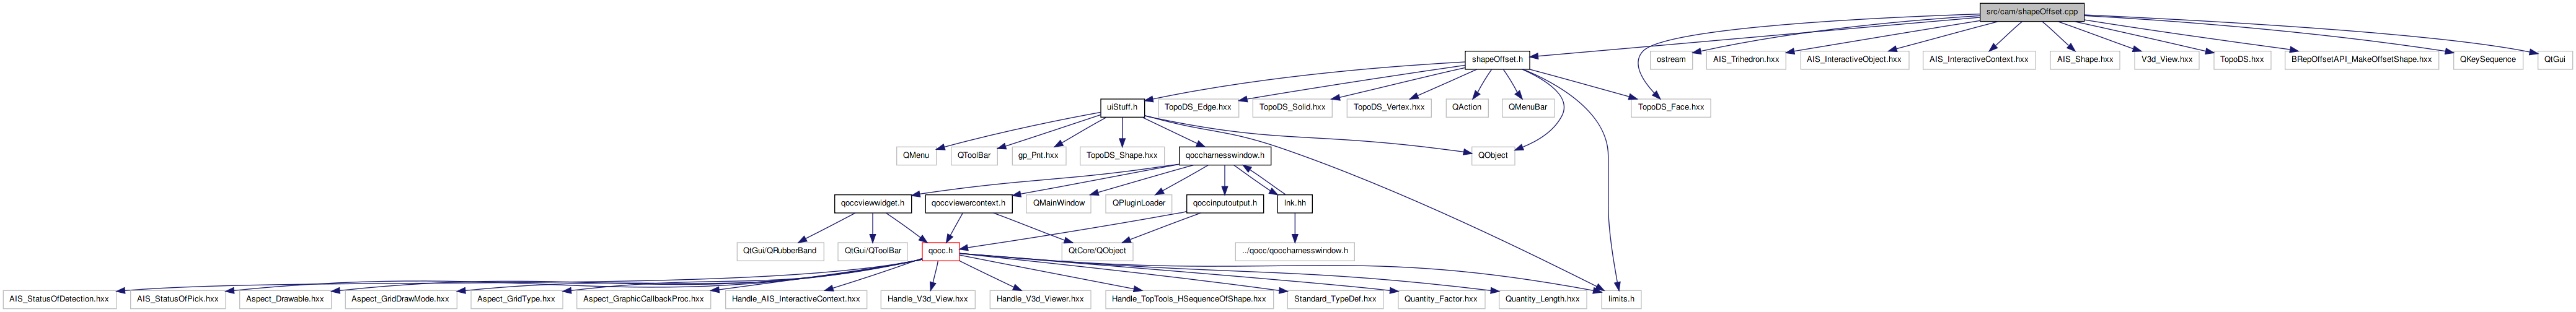 src/cam/shapeOffset.cpp
shapeOffset.h
ostream
AIS_Trihedron.hxx
AIS_InteractiveObject.hxx
AIS_InteractiveContext.hxx
AIS_Shape.hxx
V3d_View.hxx
TopoDS.hxx
BRepOffsetAPI_MakeOffsetShape.hxx
QKeySequence
QtGui
uiStuff.h
TopoDS_Edge.hxx
TopoDS_Solid.hxx
TopoDS_Vertex.hxx
QAction
QMenuBar
TopoDS_Face.hxx
QMenu
QToolBar
gp_Pnt.hxx
TopoDS_Shape.hxx
qoccharnesswindow.h
QObject
qoccviewwidget.h
qoccviewercontext.h
QMainWindow
QPluginLoader
qoccinputoutput.h
lnk.hh
QtGui/QRubberBand
QtGui/QToolBar
qocc.h
QtCore/QObject
../qocc/qoccharnesswindow.h
AIS_StatusOfDetection.hxx
AIS_StatusOfPick.hxx
Aspect_Drawable.hxx
Aspect_GridDrawMode.hxx
Aspect_GridType.hxx
Aspect_GraphicCallbackProc.hxx
Handle_AIS_InteractiveContext.hxx
Handle_V3d_View.hxx
Handle_V3d_Viewer.hxx
Handle_TopTools_HSequenceOfShape.hxx
Standard_TypeDef.hxx
Quantity_Factor.hxx
Quantity_Length.hxx
limits.h